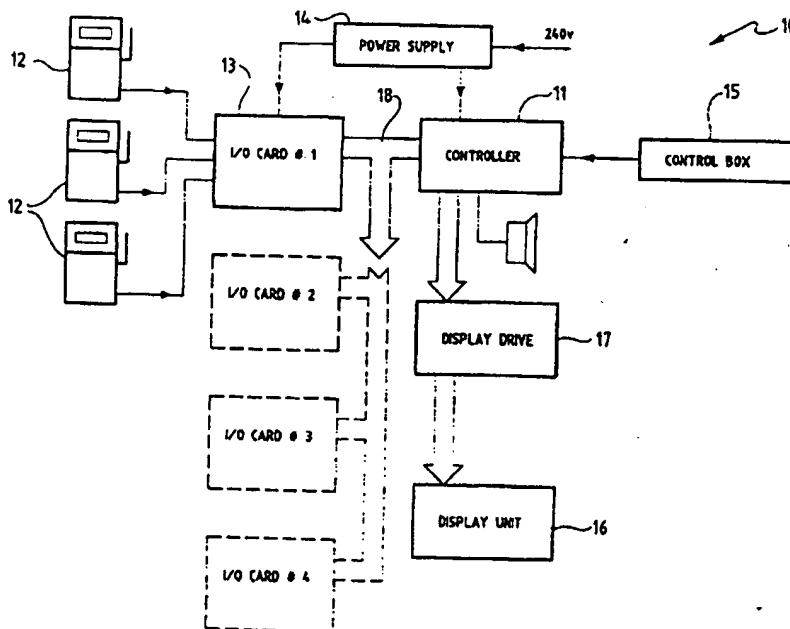 14
POWER SUPPLY
240v
12
13
18
11
15
I/O CARD # 1
CONTROLLER
CONTROL BOX
12
I/O CARD # 2
DISPLAY DRIVE
17
I/O CARD # 3
DISPLAY UNIT
16
I/O CARD # 4